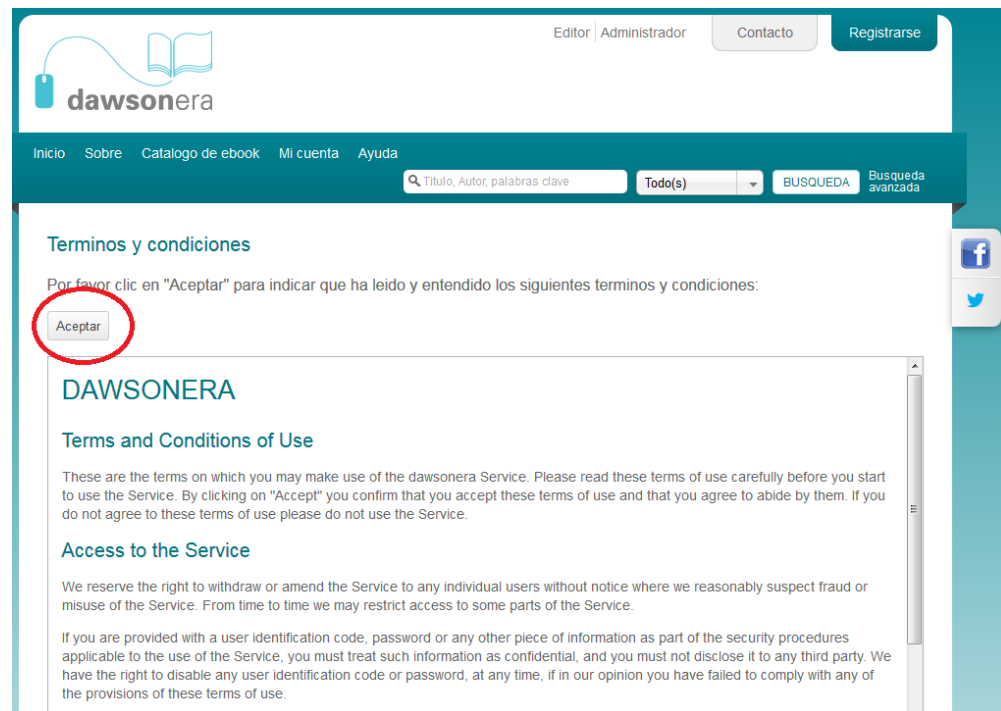 Editor Administrador Contacto Registrarse
dawsonera
Inicio Sobre Catalogo de ebook Mi cuenta Ayuda
Titulo, Autor, palabras clave Todo(s) BUSQUEDA Busqueda
avanzada
Terminos y condiciones
Por favor clic en "Aceptar" para indicar que ha leido y entendido los siguientes terminos y condiciones:
Aceptar
DAWSONERA
Terms and Conditions of Use
These are the terms on which you may make use of the dawsonera Service. Please read these terms of use carefully before you start
to use the Service. By clicking on "Accept" you confirm that you accept these terms of use and that you agree to abide by them. If you
do not agree to these terms of use please do not use the Service.
Access to the Service
We reserve the right to withdraw or amend the Service to any individual users without notice where we reasonably suspect fraud or
misuse of the Service. From time to time we may restrict access to some parts of the Service.
If you are provided with a user identification code, password or any other piece of information as part of the security procedures
applicable to the use of the Service, you must treat such information as confidential, and you must not disclose it to any third party. We
have the right to disable any user identification code or password, at any time, if in our opinion you have failed to comply with any of
the provisions of these terms of use.